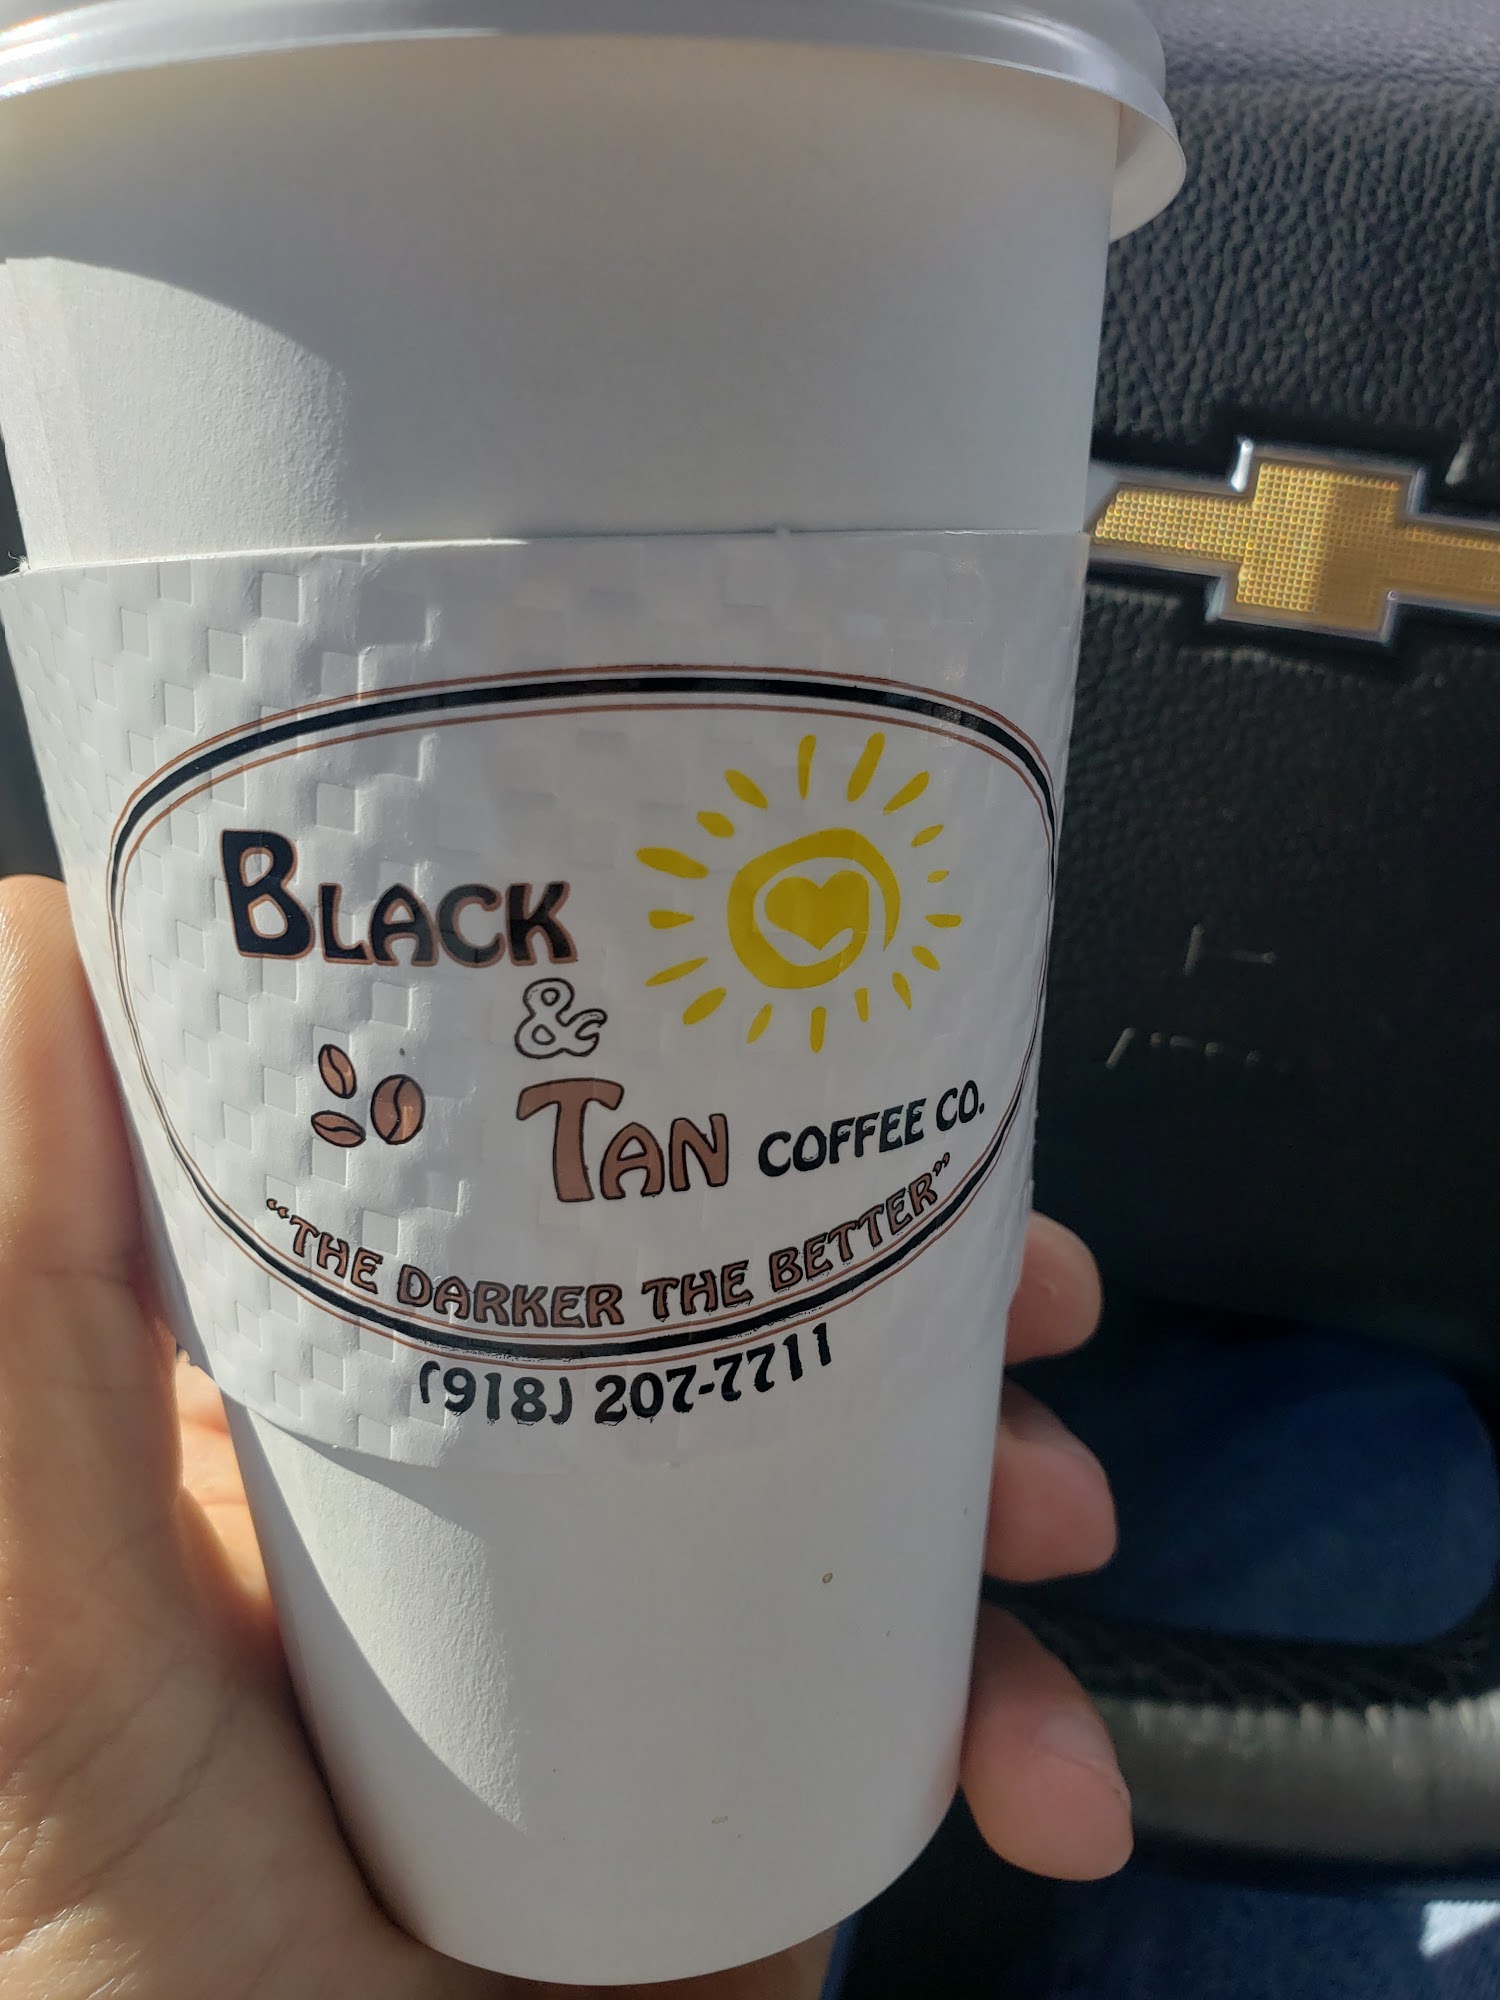 BLACK
&
TAN COFFEE CO.
"THE DARKER THE BETTER"
(918) 207-7711